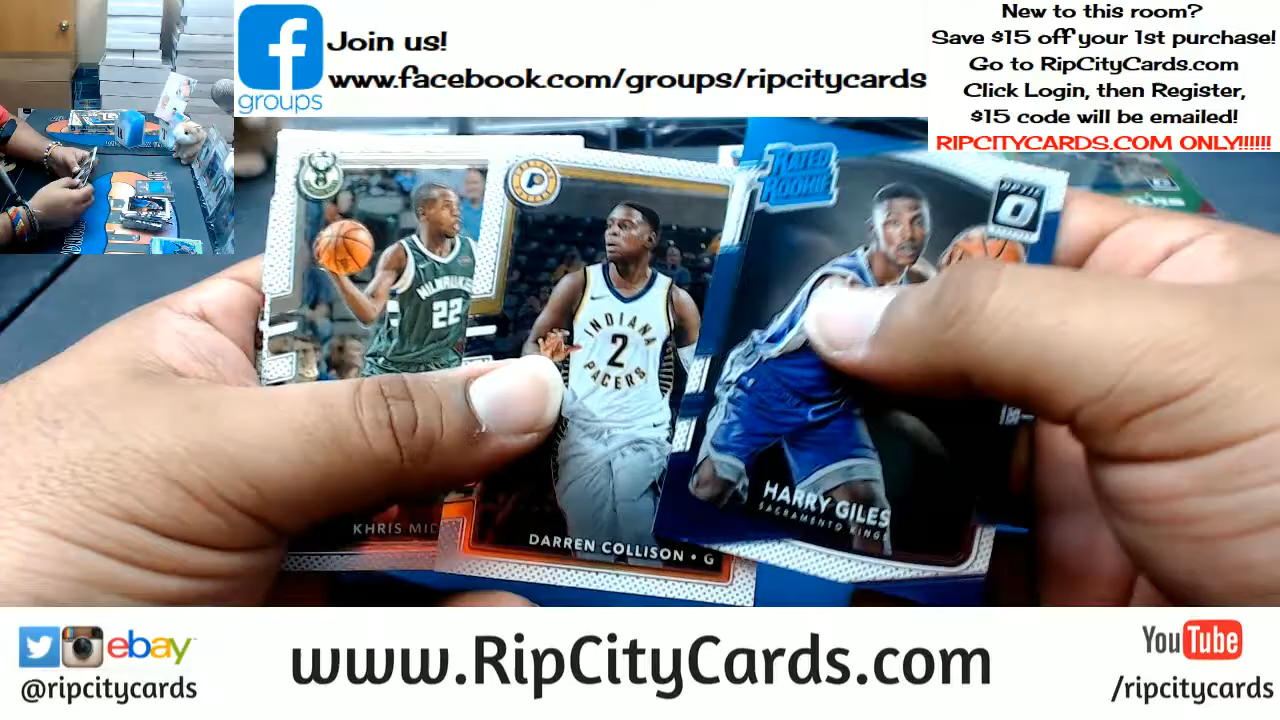 groups
Join us!
www.facebook.com/groups/ripcitycards
New to this room?
Save $15 off your 1st purchase!
Go to RipCityCards.com
Click Login, then Register,
$15 code will be emailed!
RIPCITYCARDS.COM ONLY!!!!!!
MILWAUKEE
22
KHRIS MID
P
INDIANA
2
PACERS
DARREN COLLISON • G
RATED
ROOKIE
OPTIC
HARRY GILES
SACRAMENTO KINGS
ebay
@ripcitycards
www.RipCityCards.com
YouTube
/ripcitycards